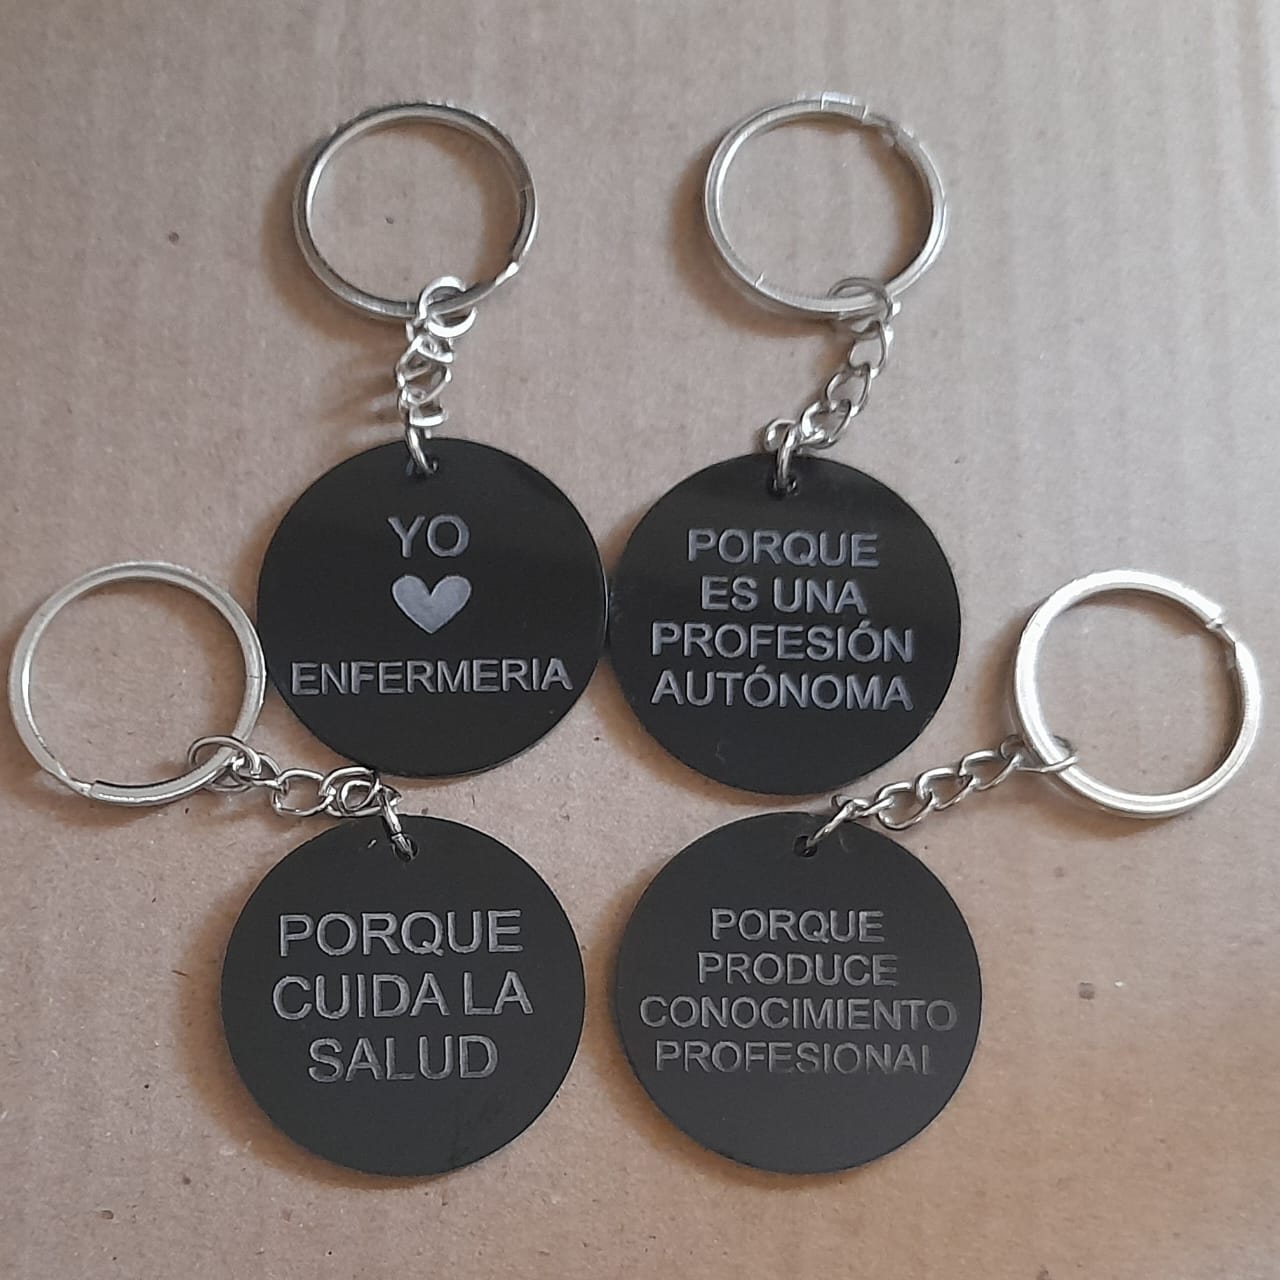 YO
ENFERMERIA
PORQUE
ES UNA
PROFESIÓN
AUTÓNOMA
PORQUE
CUIDA LA
SALUD
PORQUE
PRODUCE
CONOCIMIENTO
PROFESIONAL